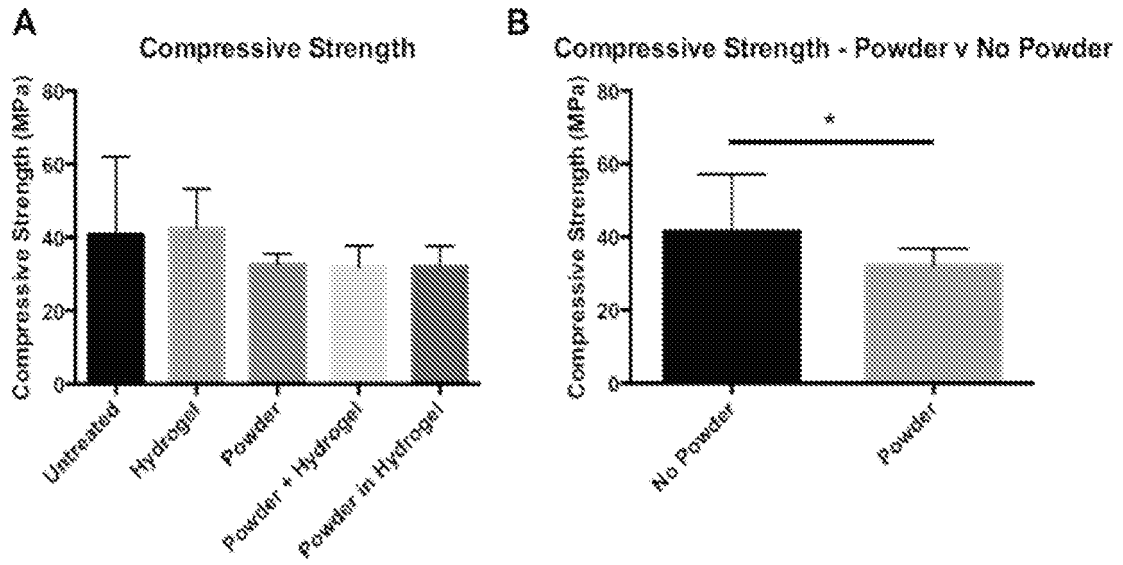 A
Compressive Strength
Compressive Strength (MPa)
80
60
40
20
0
Untreated
Hydrogel
Powder
Powder + Hydrogel
Powder in Hydrogel
B
Compressive Strength - Powder v No Powder
Compressive Strength (MPa)
80
60
40
20
0
*
No Powder
Powder